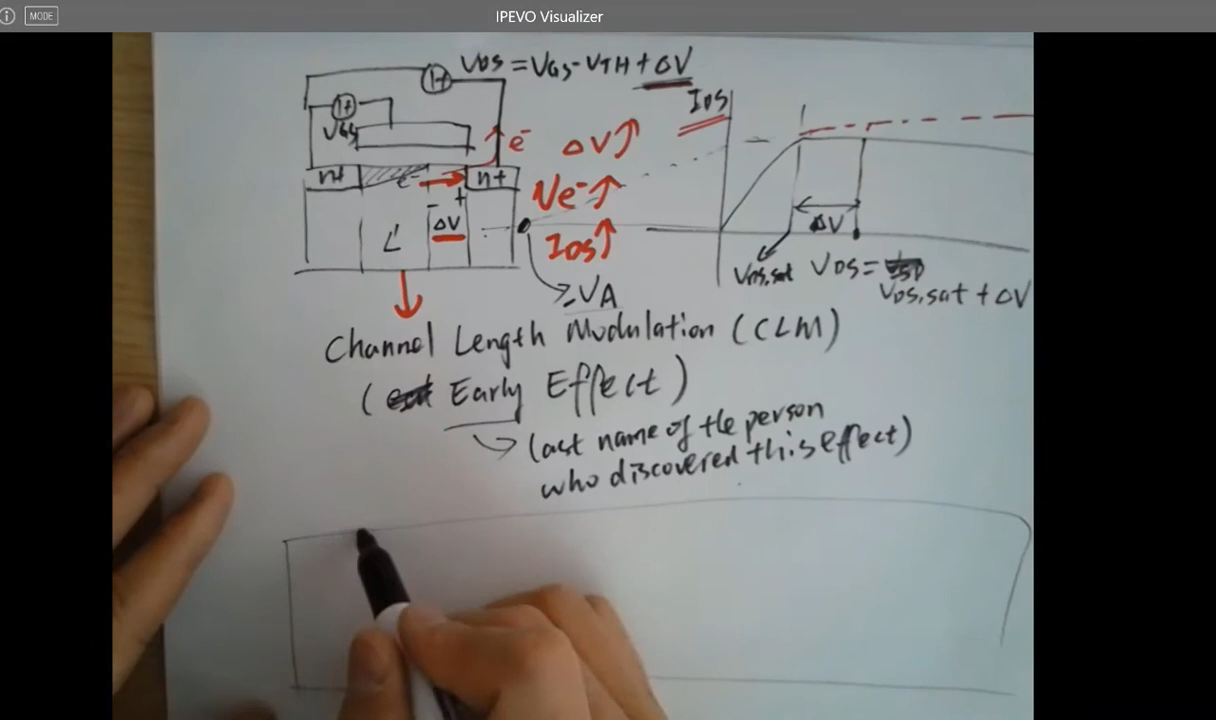 MODE
IPEVO Visualizer
VDS = VGS - VTH + ΔV
VGS
IDS
e-
ΔV↑
n+
e-
n+
Ne-↑
- +
L'
ΔV
IDS↑
ΔV
VDS,sat
VDS =
VDS,sat + ΔV
-VA
Channel Length Modulation (CLM)
( Early Effect)
(last name of the person
who discovered this effect)